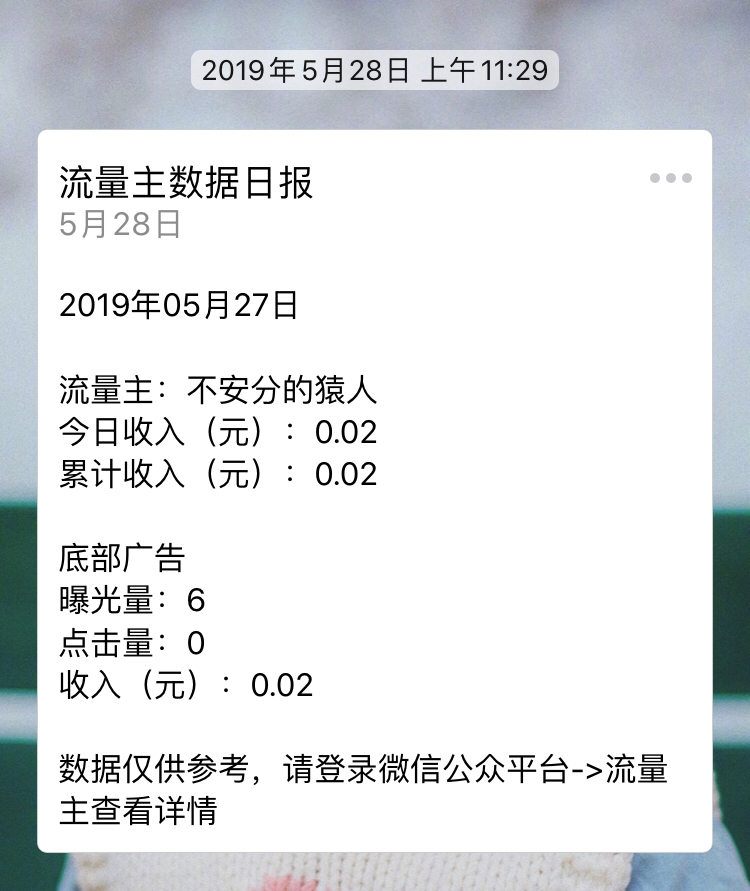 2019年5月28日 上午11:29
流量主数据日报
5月28日
2019年05月27日
流量主：不安分的猿人
今日收入（元）：0.02
累计收入（元）：0.02
底部广告
曝光量：6
点击量：0
收入（元）：0.02
数据仅供参考，请登录微信公众平台->流量
主查看详情